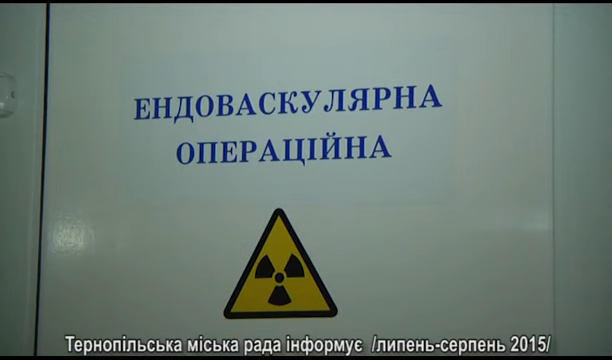 ЕНДОВАСКУЛЯРНА
ОПЕРАЦІЙНА
Тернопільська міська рада інформує /липень-серпень 2015/